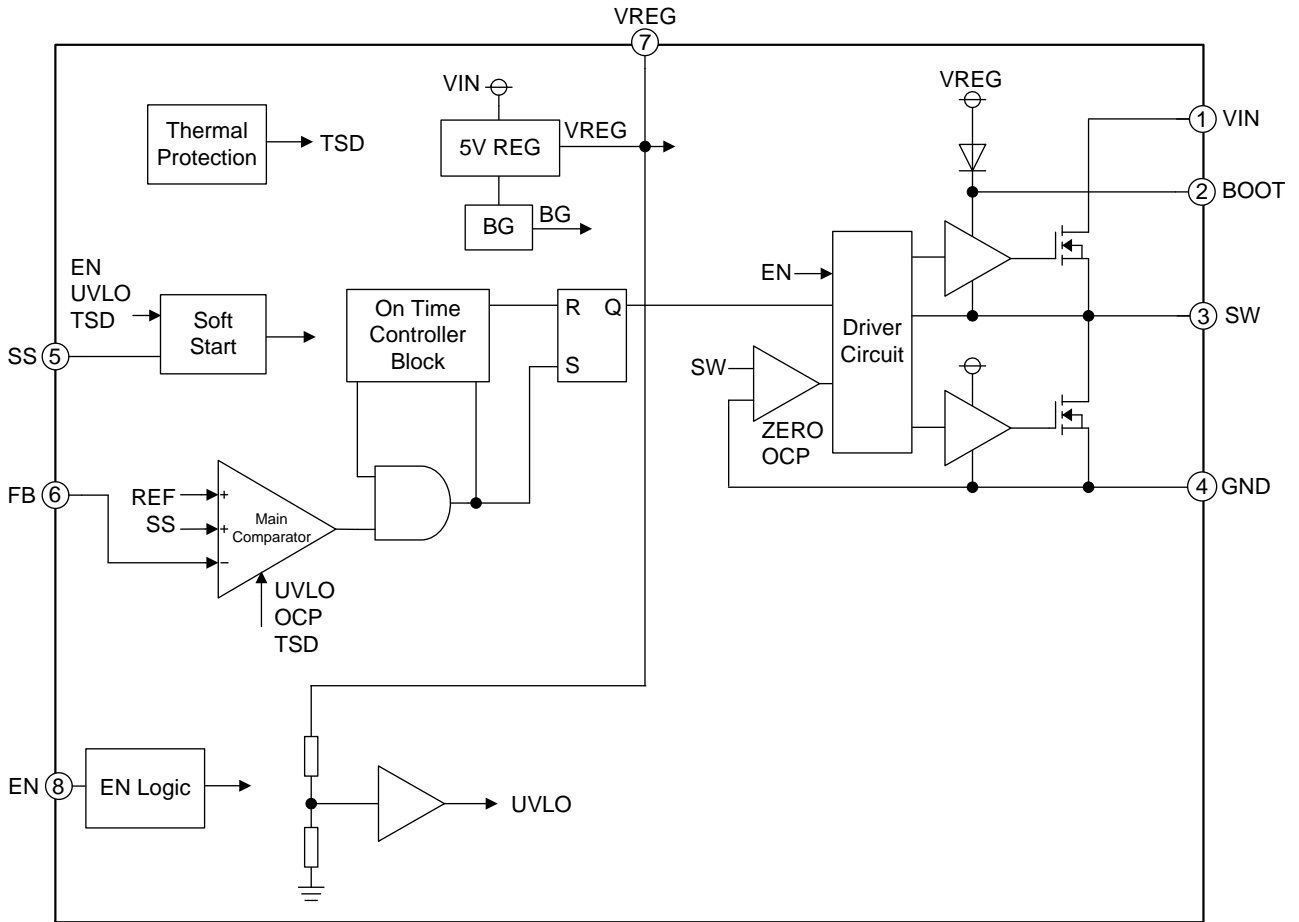 VREG
7
VIN
VREG
Thermal
Protection
TSD
5V REG
VREG
1
VIN
2
BOOT
BG
BG
EN
UVLO
TSD
Soft
Start
On Time
Controller
Block
R
Q
S
EN
Driver
Circuit
3
SW
SS
5
SW
ZERO
OCP
FB
6
REF
SS
+
+
−
Main
Comparator
UVLO
OCP
TSD
4
GND
EN
8
EN Logic
UVLO